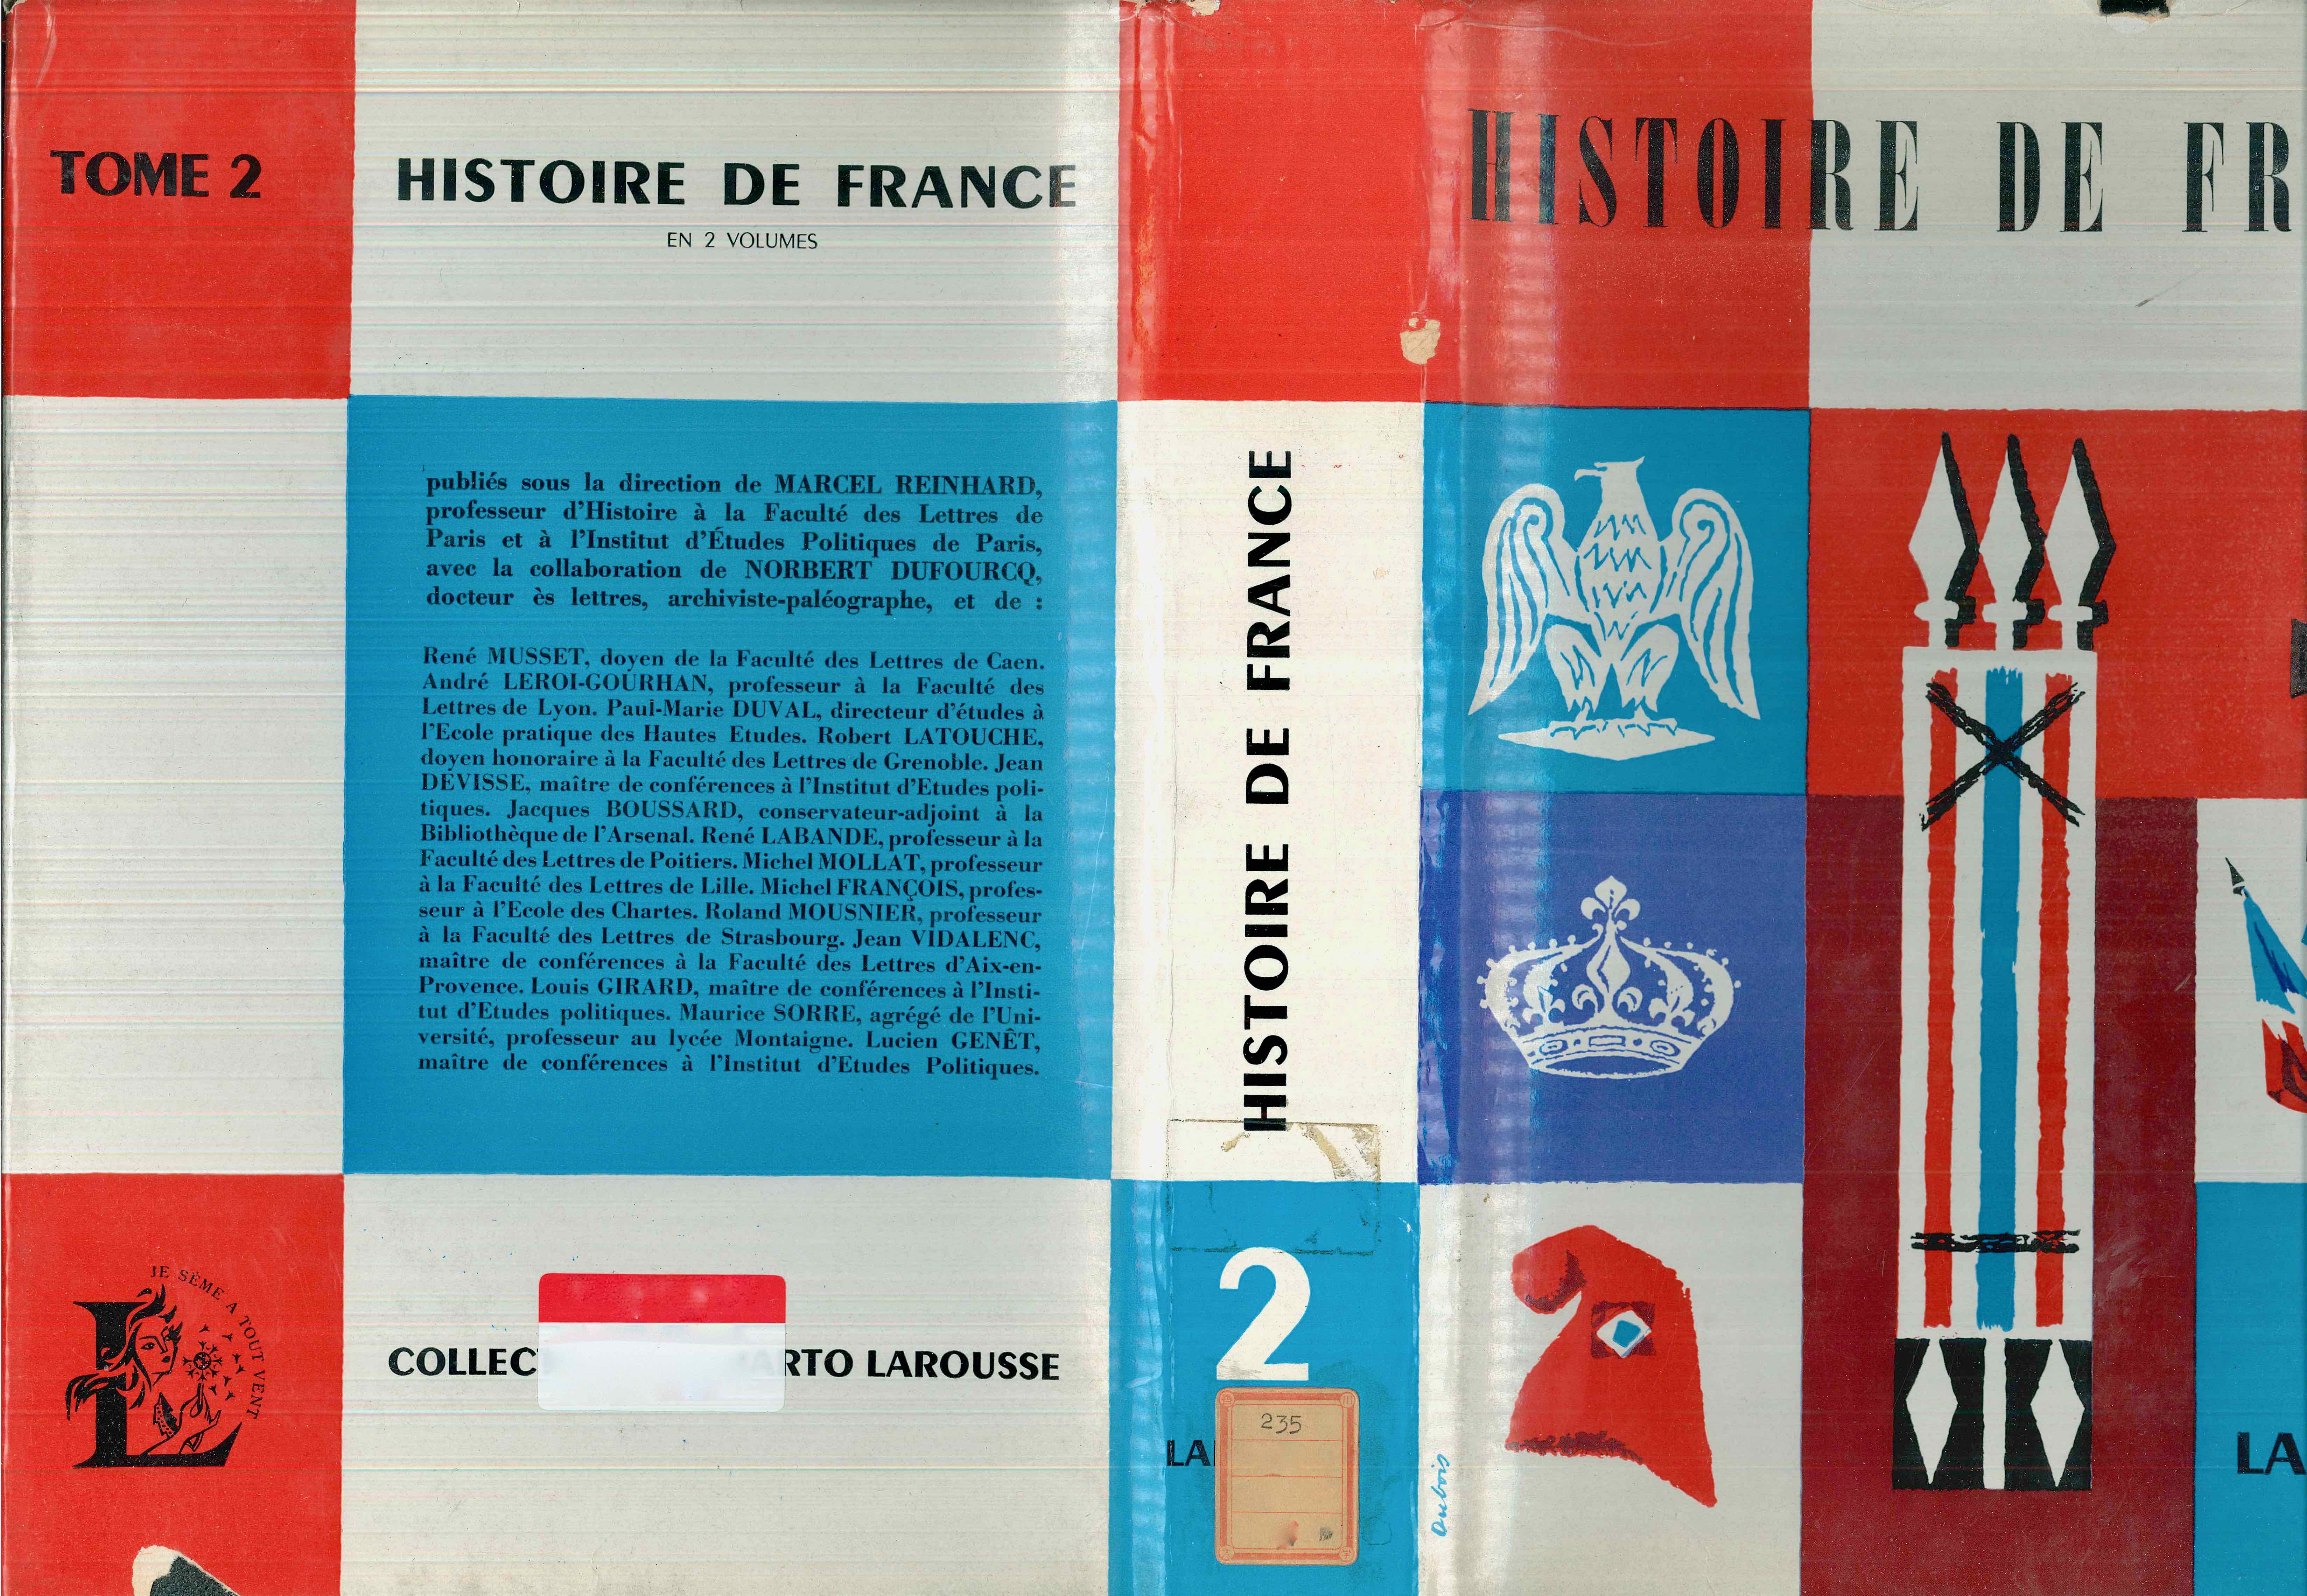 TOME 2
HISTOIRE DE FRANCE
EN 2 VOLUMES
publiés sous la direction de MARCEL REINHARD,
professeur d'Histoire à la Faculté des Lettres de
Paris et à l'Institut d'Études Politiques de Paris,
avec la collaboration de NORBERT DUFOURCQ,
docteur ès lettres, archiviste-paléographe, et de :
René MUSSET, doyen de la Faculté des Lettres de Caen.
André LEROI-GOURHAN, professeur à la Faculté des
Lettres de Lyon. Paul-Marie DUVAL, directeur d'études à
l'Ecole pratique des Hautes Etudes. Robert LATOUCHE,
doyen honoraire à la Faculté des Lettres de Grenoble. Jean
DEVISSE, maître de conférences à l'Institut d'Etudes poli-
tiques. Jacques BOUSSARD, conservateur-adjoint à la
Bibliothèque de l'Arsenal. René LABANDE, professeur à la
Faculté des Lettres de Poitiers. Michel MOLLAT, professeur
à la Faculté des Lettres de Lille. Michel FRANÇOIS, profes-
seur à l'Ecole des Chartes. Roland MOUSNIER, professeur
à la Faculté des Lettres de Strasbourg. Jean VIDALENC,
maître de conférences à la Faculté des Lettres d'Aix-en-
Provence. Louis GIRARD, maître de conférences à l'Insti-
tut d'Etudes politiques. Maurice SORRE, agrégé de l'Uni-
versité, professeur au lycée Montaigne. Lucien GENÊT,
maître de conférences à l'Institut d'Etudes Politiques.
JE SÈME A TOUT VENT
COLLEC ARTO LAROUSSE
HISTOIRE DE FRANCE
2
LA
235
HISTOIRE DE FR
Dubois
LA